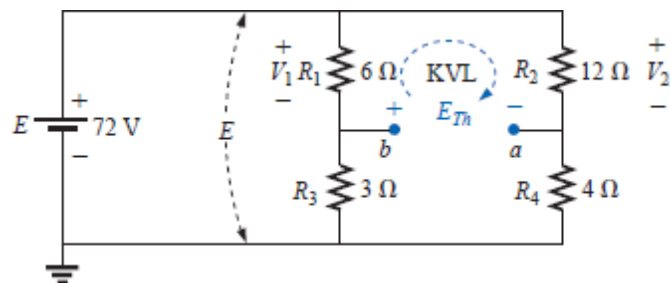 + + 
V1 R1 6 Ω KVL R2 12 Ω V2
− + − −
E + 72 V − E ETh
b a
R3 3 Ω R4 4 Ω